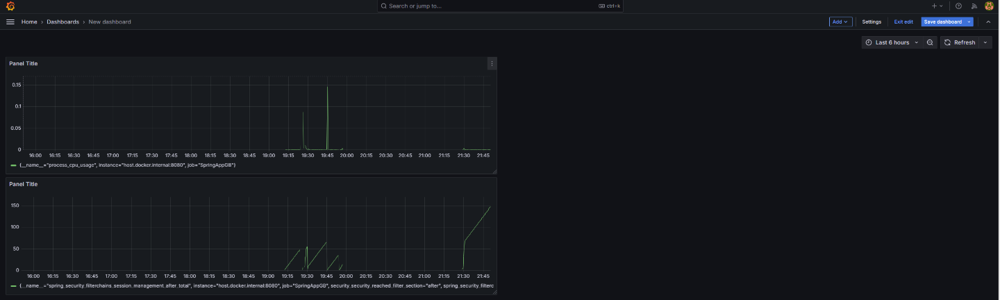 Search or jump to... ctrl+k
Home › Dashboards › New dashboard Add Settings Exit edit Save dashboard
Last 6 hours Refresh
Panel Title
0.15
0.1
0.05
0
16:00 16:15 16:30 16:45 17:00 17:15 17:30 17:45 18:00 18:15 18:30 18:45 19:00 19:15 19:30 19:45 20:00 20:15 20:30 20:45 21:00 21:15 21:30 21:45
{__name__="process_cpu_usage", instance="host.docker.internal:8080", job="SpringAppGB"}
Panel Title
150
100
50
0
16:00 16:15 16:30 16:45 17:00 17:15 17:30 17:45 18:00 18:15 18:30 18:45 19:00 19:15 19:30 19:45 20:00 20:15 20:30 20:45 21:00 21:15 21:30 21:45
{__name__="spring_security_filterchains_session_management_after_total", instance="host.docker.internal:8080", job="SpringAppGB", security_security_reached_filter_section="after", spring_security_filterc